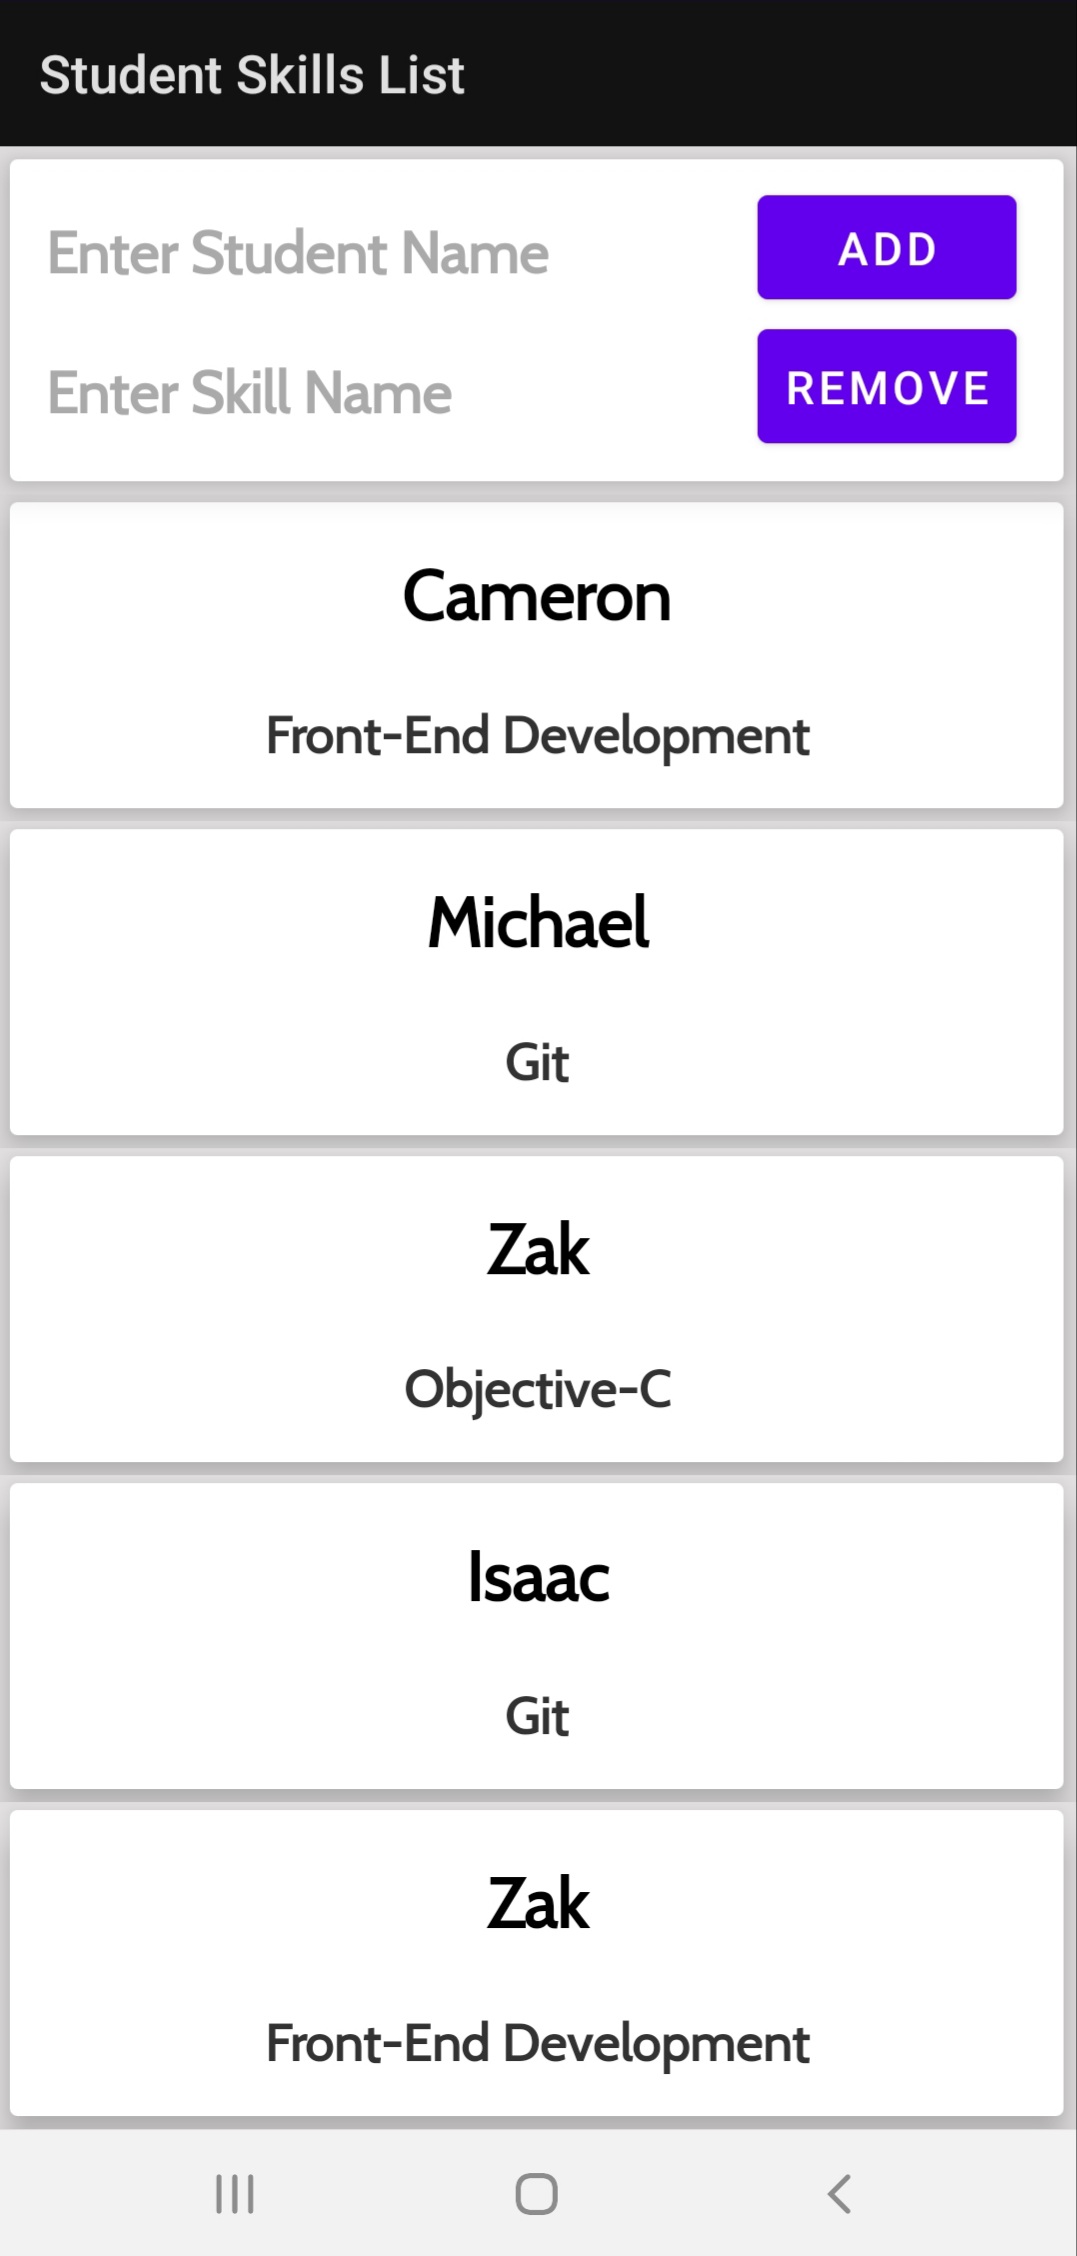 Student Skills List
Enter Student Name
ADD
Enter Skill Name
REMOVE
Cameron
Front-End Development
Michael
Git
Zak
Objective-C
Isaac
Git
Zak
Front-End Development